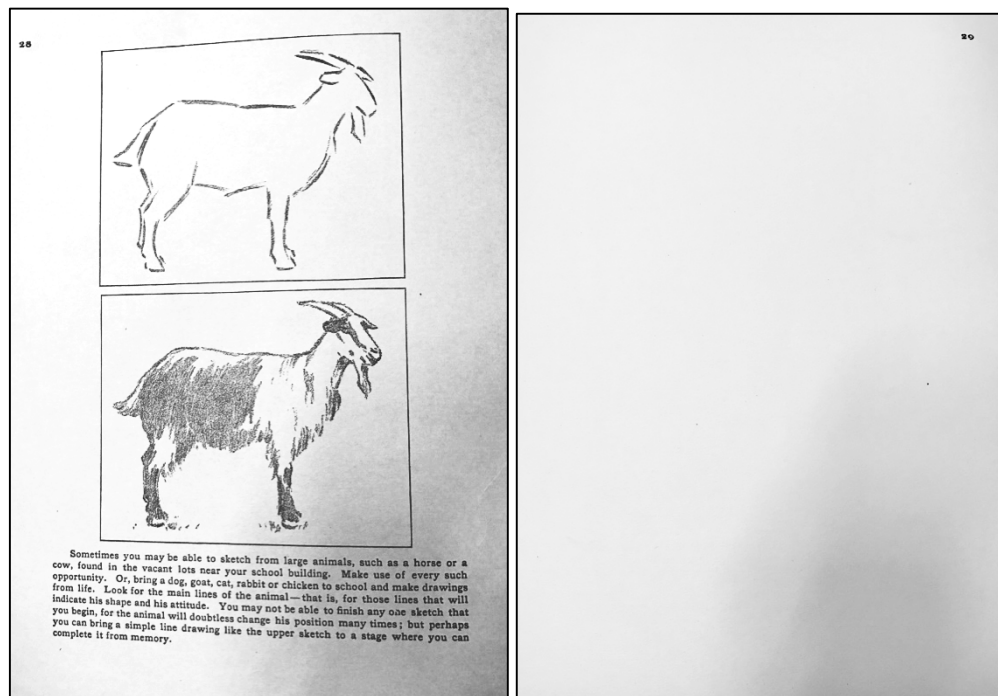 28
Sometimes you may be able to sketch from large animals, such as a horse or a
cow, found in the vacant lots near your school building. Make use of every such
opportunity. Or, bring a dog, goat, cat, rabbit or chicken to school and make drawings
from life. Look for the main lines of the animal—that is, for those lines that will
indicate his shape and his attitude. You may not be able to finish any one sketch that
you begin, for the animal will doubtless change his position many times; but perhaps
you can bring a simple line drawing like the upper sketch to a stage where you can
complete it from memory.
29